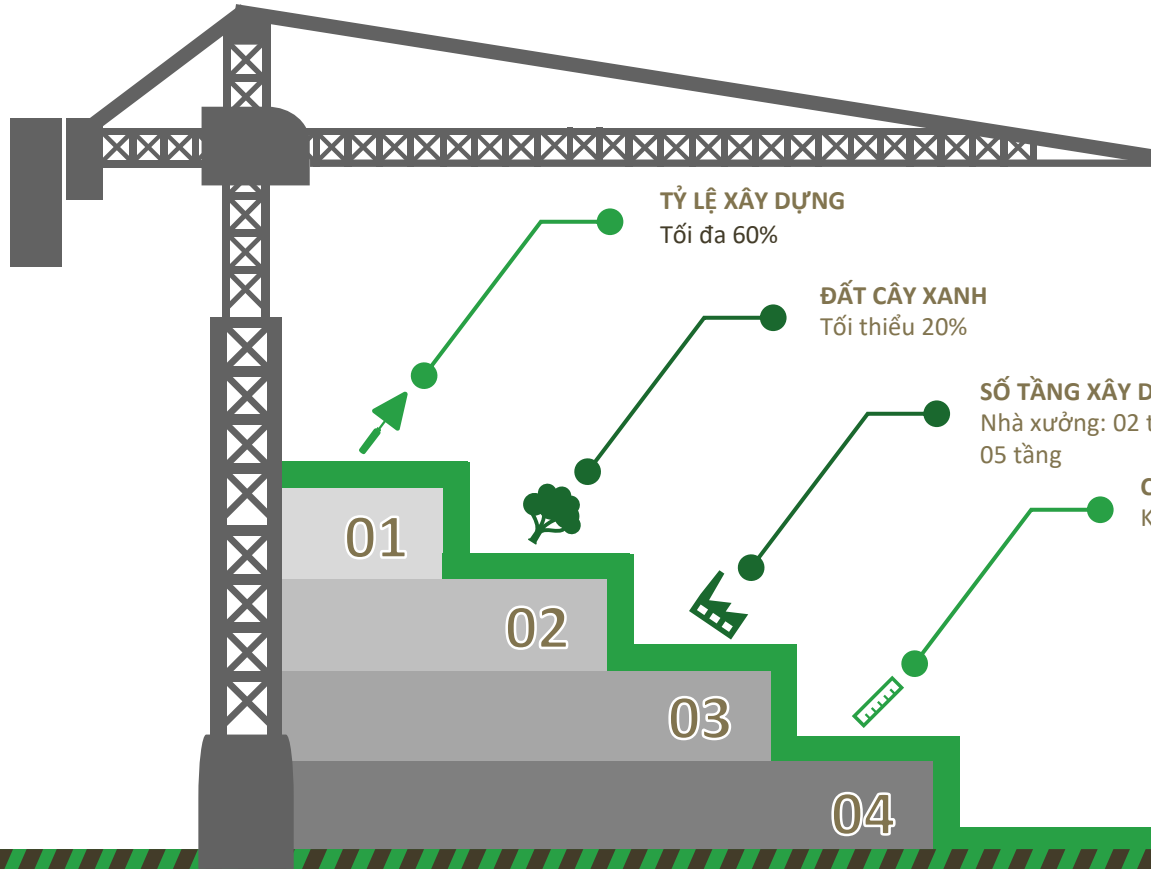 TỶ LỆ XÂY DỰNG
Tối đa 60%
ĐẤT CÂY XANH
Tối thiểu 20%
SỐ TẦNG XÂY
Nhà xưởng: 02
05 tầng
01
02
03
04